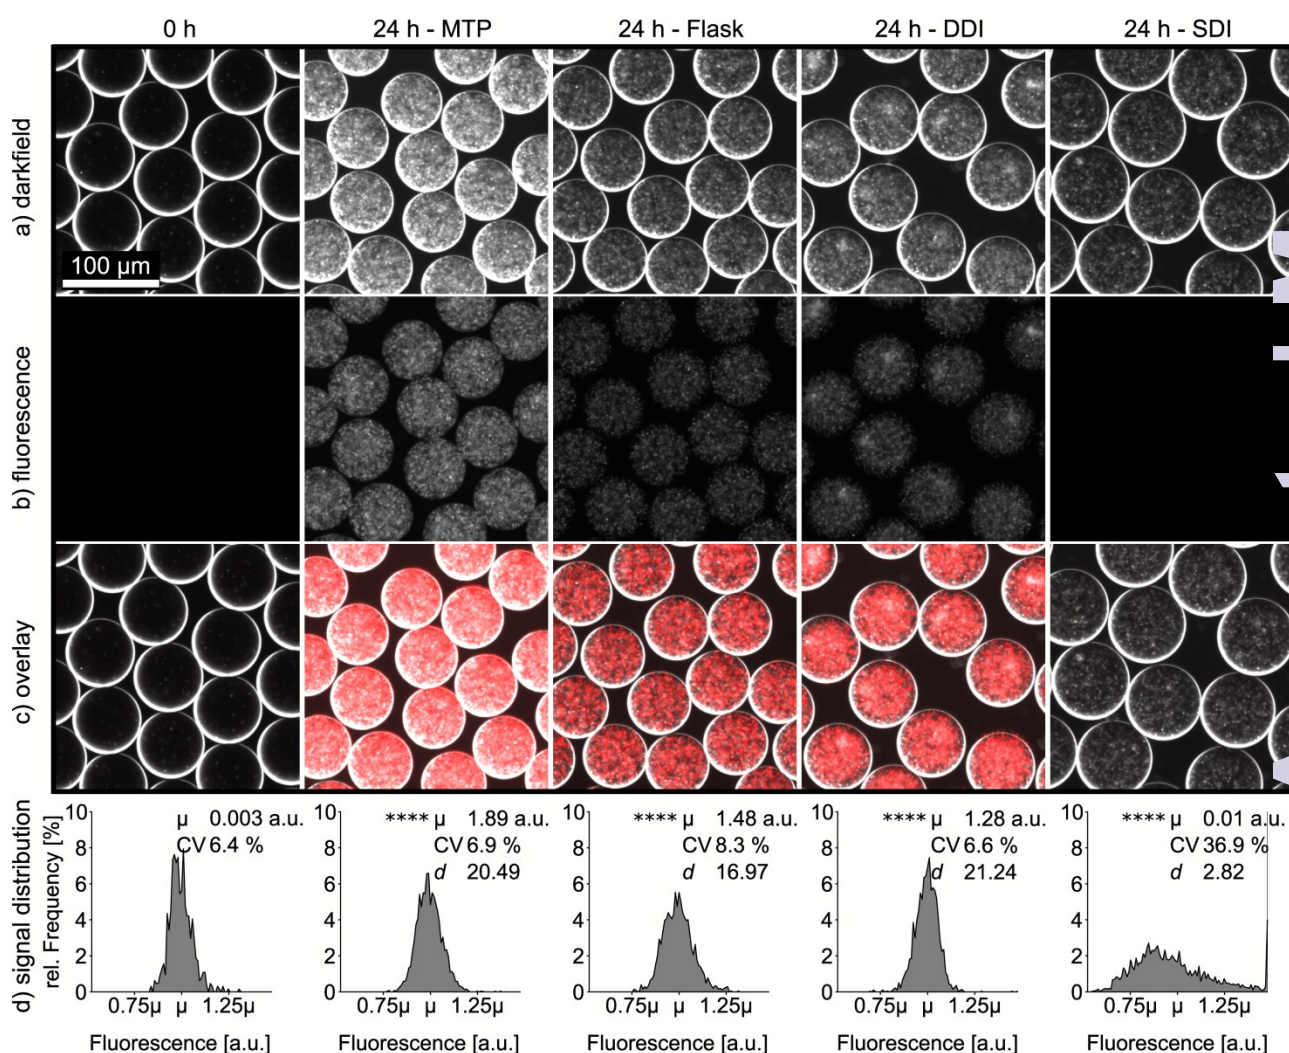 0 h 24 h - MTP 24 h - Flask 24 h - DDI 24 h - SDI
a) darkfield
100 µm
b) fluorescence
c) overlay
d) signal distribution
rel. Frequency [%]
10 8 6 4 2 0
µ 0.003 a.u.
CV 6.4 %
0.75µ µ 1.25µ
Fluorescence [a.u.]
10 8 6 4 2 0
**** µ 1.89 a.u.
CV 6.9 %
d 20.49
0.75µ µ 1.25µ
Fluorescence [a.u.]
10 8 6 4 2 0
**** µ 1.48 a.u.
CV 8.3 %
d 16.97
0.75µ µ 1.25µ
Fluorescence [a.u.]
10 8 6 4 2 0
**** µ 1.28 a.u.
CV 6.6 %
d 21.24
0.75µ µ 1.25µ
Fluorescence [a.u.]
10 8 6 4 2 0
**** µ 0.01 a.u.
CV 36.9 %
d 2.82
0.75µ µ 1.25µ
Fluorescence [a.u.]